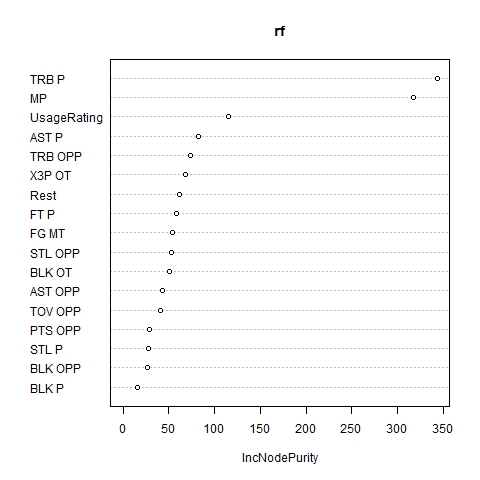 rf
TRB P
MP
UsageRating
AST P
TRB OPP
X3P OT
Rest
FT P
FG MT
STL OPP
BLK OT
AST OPP
TOV OPP
PTS OPP
STL P
BLK OPP
BLK P
0 50 100 150 200 250 300 350
IncNodePurity